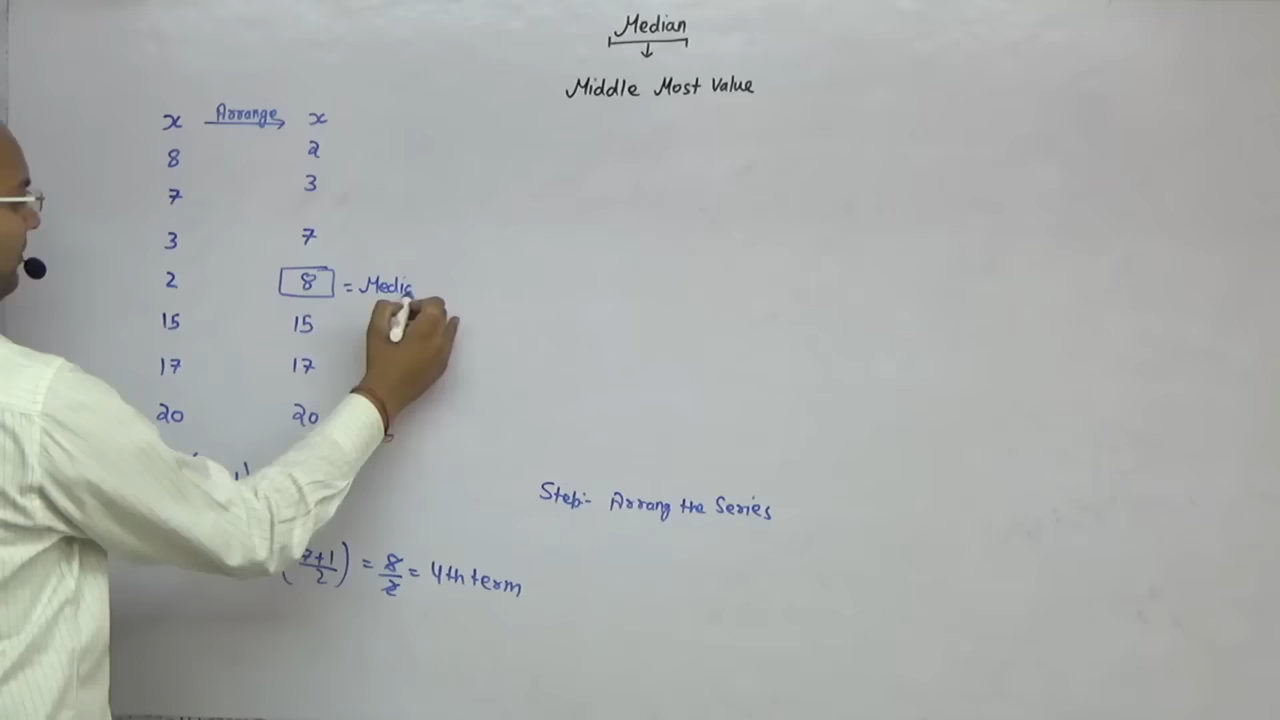 Median
Middle Most Value
x Arrange x
8 2
7 3
3 7
2 8 = Media
15 15
17 17
20 20
Step:- Arrang the Series
7+1/2) = 8/2 = 4th term